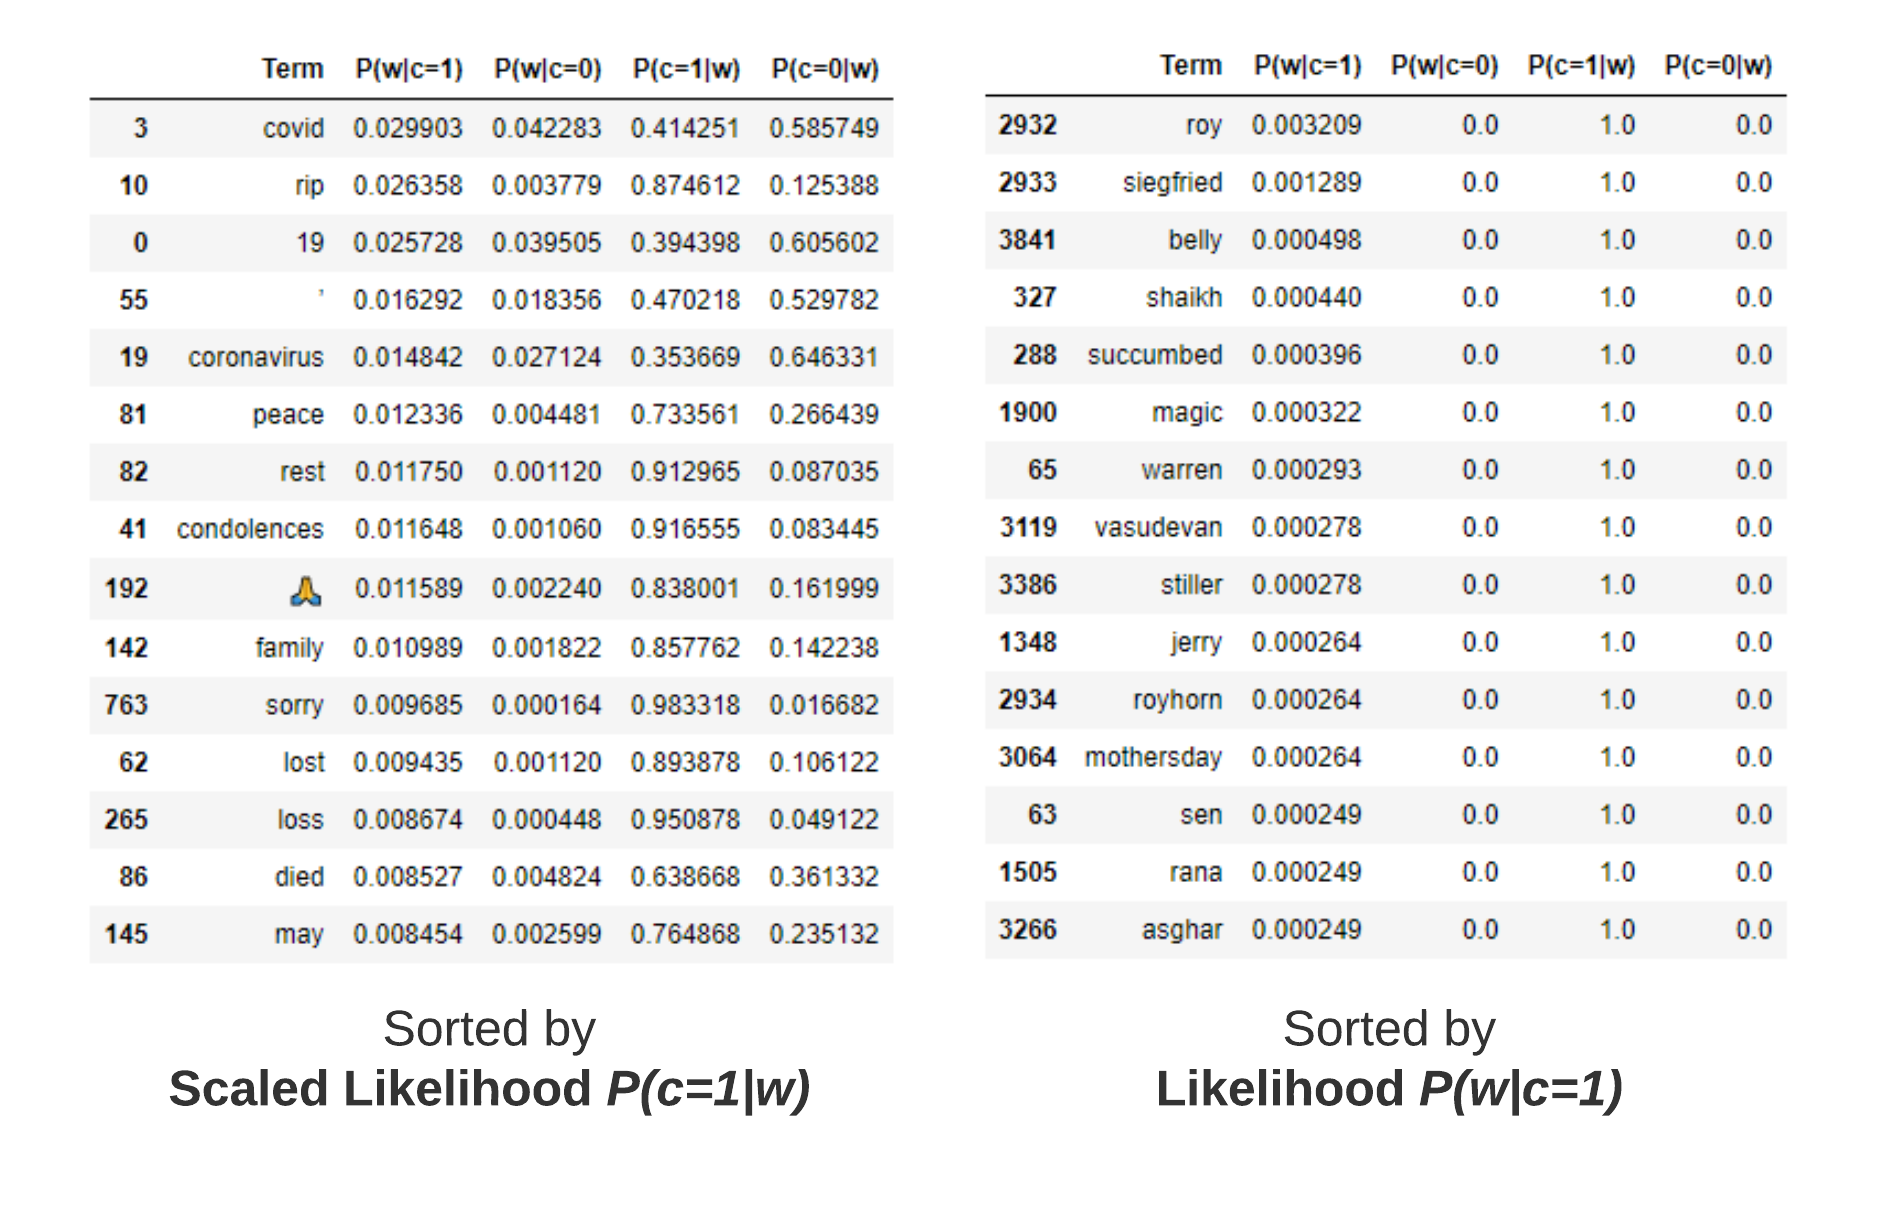 Term P(w|c=1) P(w|c=0) P(c=1|w) P(c=0|w)
3 covid 0.029903 0.042283 0.414251 0.585749
10 rip 0.026358 0.003779 0.874612 0.125388
0 19 0.025728 0.039505 0.394398 0.605602
55 ’ 0.016292 0.018356 0.470218 0.529782
19 coronavirus 0.014842 0.027124 0.353669 0.646331
81 peace 0.012336 0.004481 0.733561 0.266439
82 rest 0.011750 0.001120 0.912965 0.087035
41 condolences 0.011648 0.001060 0.916555 0.083445
192 🙏 0.011589 0.002240 0.838001 0.161999
142 family 0.010989 0.001822 0.857762 0.142238
763 sorry 0.009685 0.000164 0.983318 0.016682
62 lost 0.009435 0.001120 0.893878 0.106122
265 loss 0.008674 0.000448 0.950878 0.049122
86 died 0.008527 0.004824 0.638668 0.361332
145 may 0.008454 0.002599 0.764868 0.235132
Sorted by
Scaled Likelihood P(c=1|w)
Term P(w|c=1) P(w|c=0) P(c=1|w) P(c=0|w)
2932 roy 0.003209 0.0 1.0 0.0
2933 siegfried 0.001289 0.0 1.0 0.0
3841 belly 0.000498 0.0 1.0 0.0
327 shaikh 0.000440 0.0 1.0 0.0
288 succumbed 0.000396 0.0 1.0 0.0
1900 magic 0.000322 0.0 1.0 0.0
65 warren 0.000293 0.0 1.0 0.0
3119 vasudevan 0.000278 0.0 1.0 0.0
3386 stiller 0.000278 0.0 1.0 0.0
1348 jerry 0.000264 0.0 1.0 0.0
2934 royhorn 0.000264 0.0 1.0 0.0
3064 mothersday 0.000264 0.0 1.0 0.0
63 sen 0.000249 0.0 1.0 0.0
1505 rana 0.000249 0.0 1.0 0.0
3266 asghar 0.000249 0.0 1.0 0.0
Sorted by
Likelihood P(w|c=1)